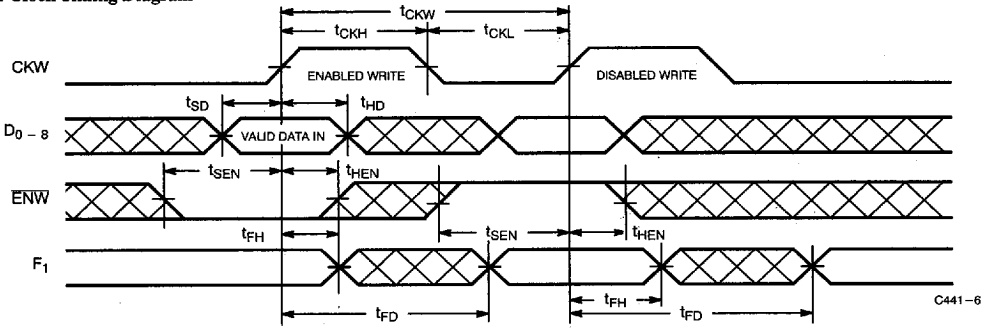 Clock Timing Diagram
tCKW
tCKH
tCKL
CKW
ENABLED WRITE
DISABLED WRITE
tSD
tHD
D0 – 8
VALID DATA IN
tSEN
tHEN
ENW
tFH
tSEN
tHEN
F1
tFH
C441–6
tFD
tFD